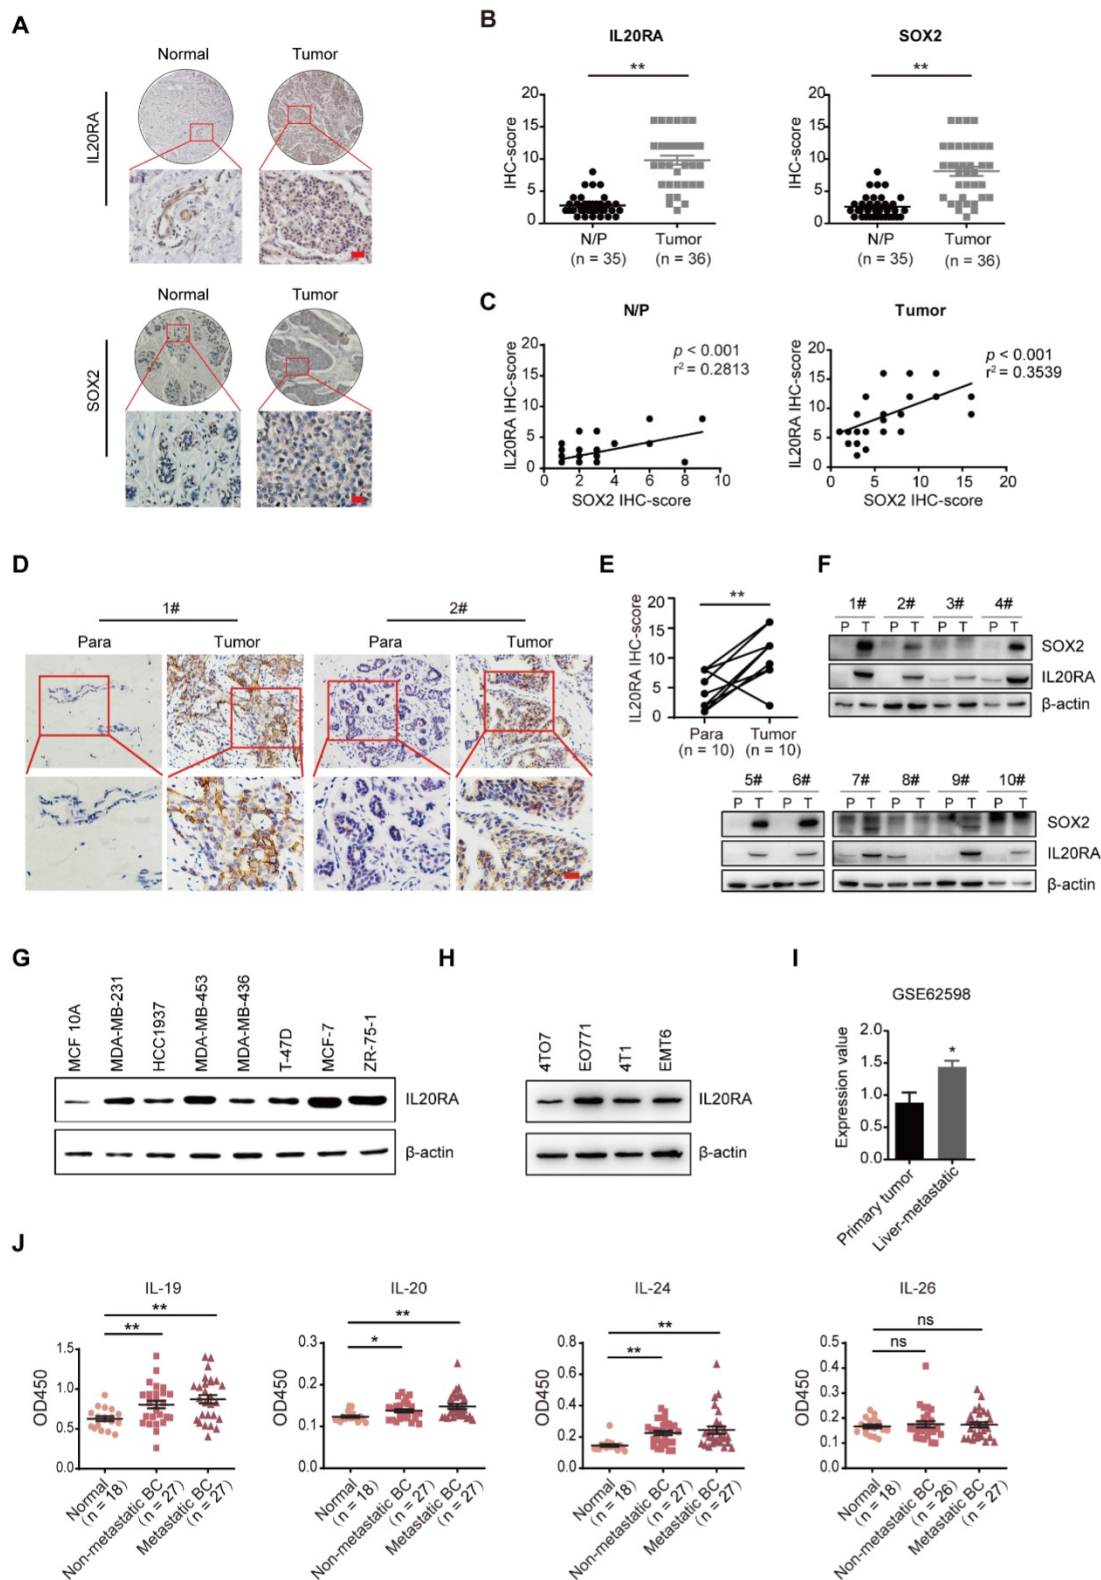 A
Normal
Tumor
IL20RA
Normal
Tumor
SOX2
B
IL20RA
**
IHC-score
20
15
10
5
0
N/P
(n = 35)
Tumor
(n = 36)
SOX2
**
IHC-score
20
15
10
5
0
N/P
(n = 35)
Tumor
(n = 36)
C
N/P
p < 0.001
r2 = 0.2813
IL20RA IHC-score
20
15
10
5
0
0 2 4 6 8 10
SOX2 IHC-score
Tumor
p < 0.001
r2 = 0.3539
IL20RA IHC-score
20
15
10
5
0
0 5 10 15 20
SOX2 IHC-score
D
1#
2#
Para
Tumor
Para
Tumor
E
**
IL20RA IHC-score
20
15
10
5
0
Para
(n = 10)
Tumor
(n = 10)
F
1# 2# 3# 4#
P T P T P T P T
SOX2
IL20RA
β-actin
5# 6# 7# 8# 9# 10#
P T P T P T P T P T P T
SOX2
IL20RA
β-actin
G
MCF 10A
MDA-MB-231
HCC1937
MDA-MB-453
MDA-MB-436
T-47D
MCF-7
ZR-75-1
IL20RA
β-actin
H
4TO7
EO771
4T1
EMT6
IL20RA
β-actin
I
GSE62598
Expression value
2.0
1.5
1.0
0.5
0.0
*
Primary tumor
Liver-metastatic
J
IL-19
**
**
OD450
1.5
1.0
0.5
0.0
Normal
(n = 18)
Non-metastatic BC
(n = 27)
Metastatic BC
(n = 27)
IL-20
**
*
OD450
0.3
0.2
0.1
0.0
Normal
(n = 18)
Non-metastatic BC
(n = 27)
Metastatic BC
(n = 27)
IL-24
**
**
OD450
0.8
0.6
0.4
0.2
0.0
Normal
(n = 18)
Non-metastatic BC
(n = 27)
Metastatic BC
(n = 27)
IL-26
ns
ns
OD450
0.5
0.4
0.3
0.2
0.1
0.0
Normal
(n = 18)
Non-metastatic BC
(n = 26)
Metastatic BC
(n = 27)